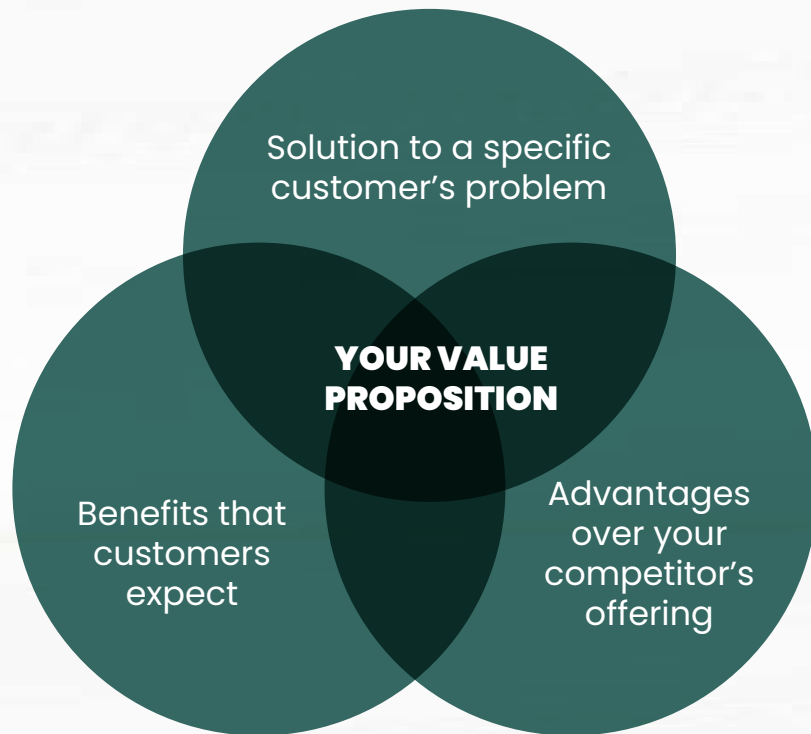 Solution to a specific
customer’s problem
YOUR VALUE
PROPOSITION
Benefits that
customers
expect
Advantages
over your
competitor’s
offering